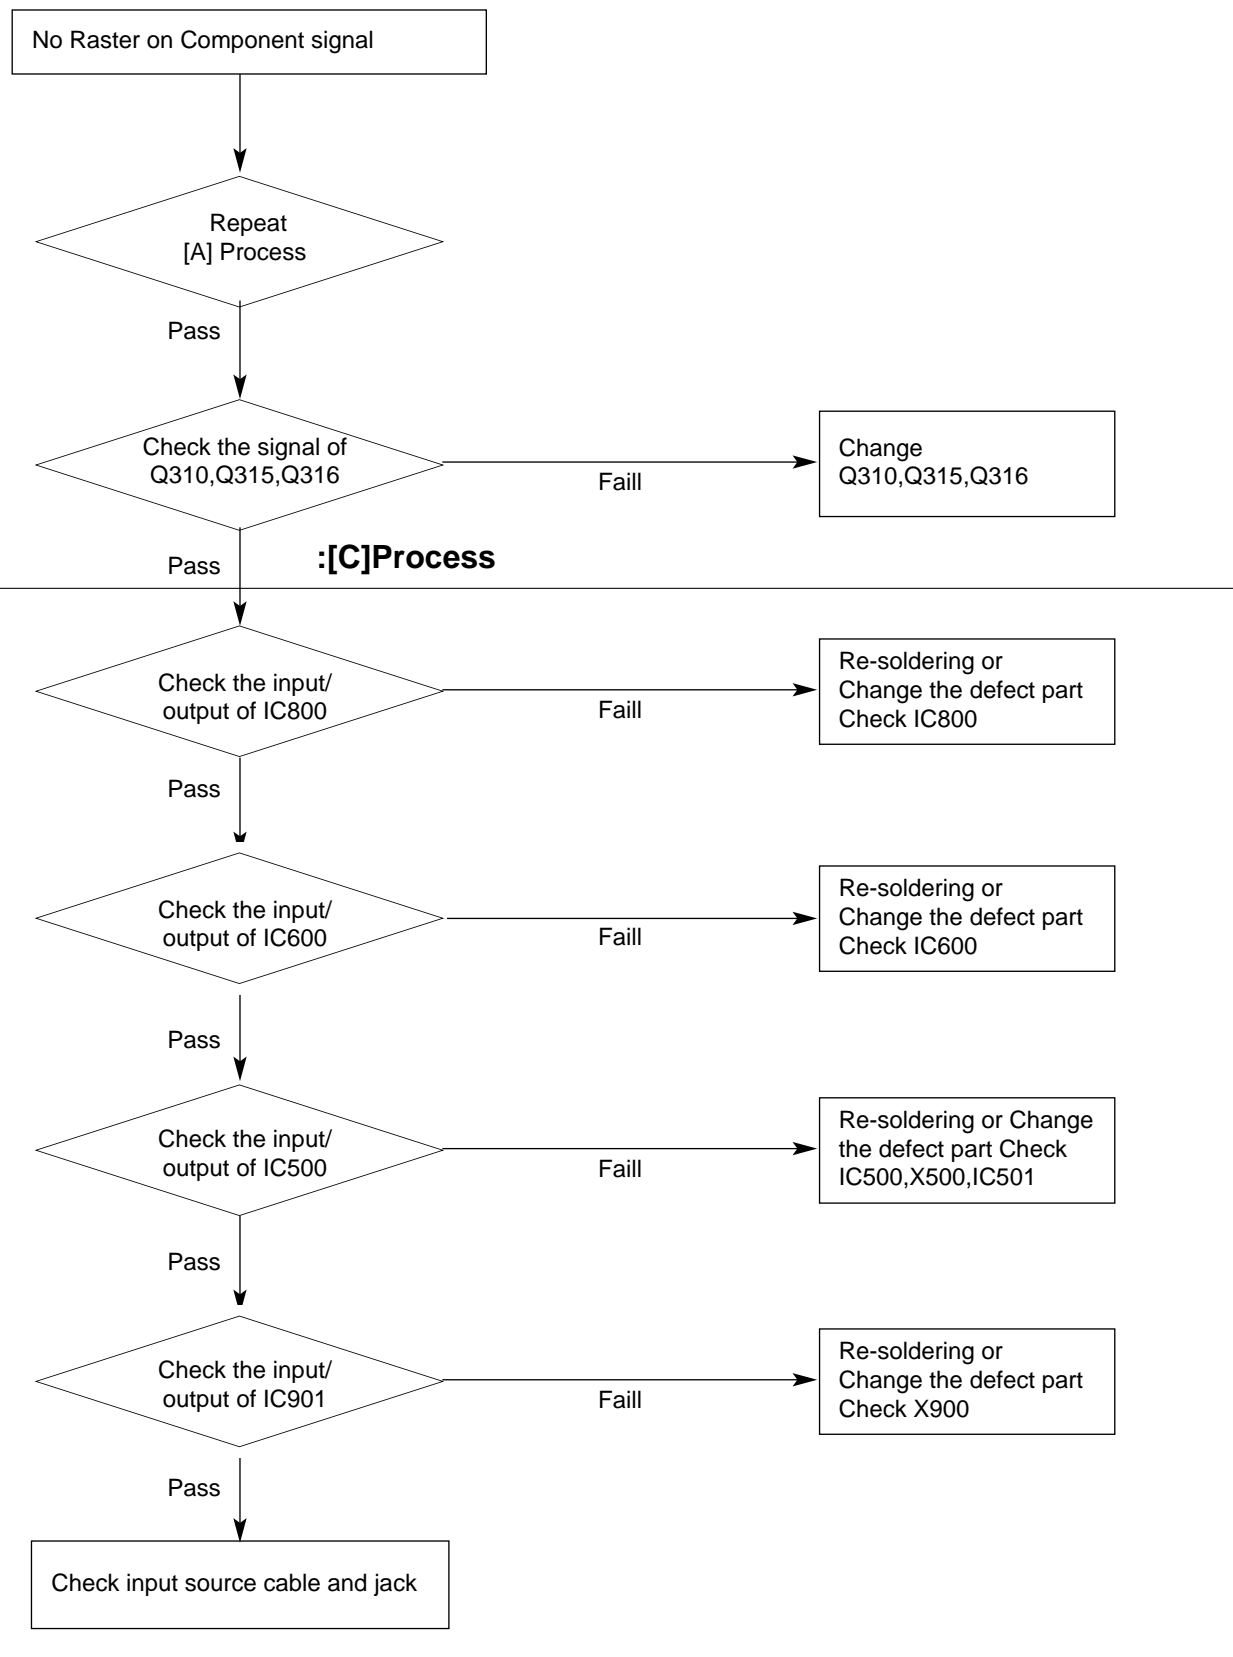 No Raster on Component signal
Repeat
[A] Process
Pass
Check the signal of
Q310,Q315,Q316
Faill
Change
Q310,Q315,Q316
Pass
:[C]Process
Check the input/
output of IC800
Faill
Re-soldering or
Change the defect part
Check IC800
Pass
Check the input/
output of IC600
Faill
Re-soldering or
Change the defect part
Check IC600
Pass
Check the input/
output of IC500
Faill
Re-soldering or Change
the defect part Check
IC500,X500,IC501
Pass
Check the input/
output of IC901
Faill
Re-soldering or
Change the defect part
Check X900
Pass
Check input source cable and jack